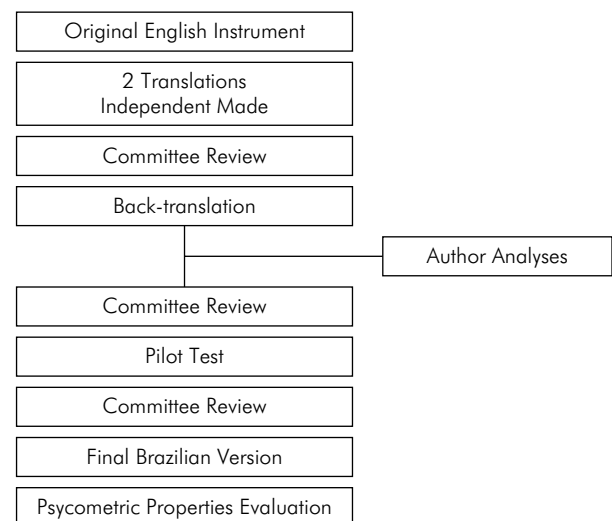 Original English Instrument
2 Translations
Independent Made
Committee Review
Back-translation
Author Analyses
Committee Review
Pilot Test
Committee Review
Final Brazilian Version
Psycometric Properties Evaluation